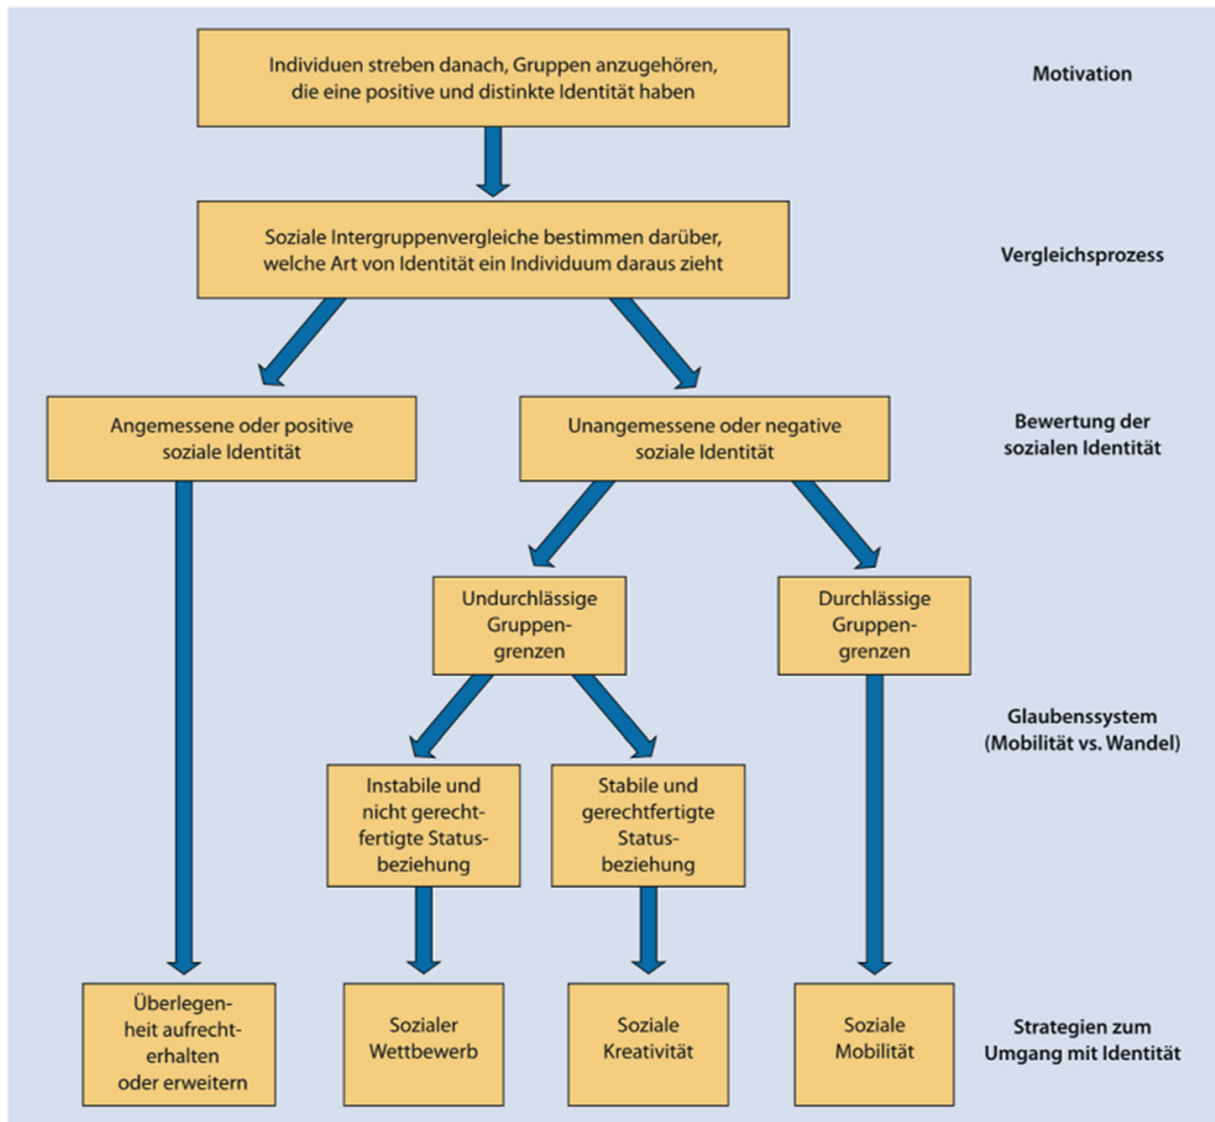 Individuen streben danach, Gruppen anzugehören,
die eine positive und distinkte Identität haben
Motivation
Soziale Intergruppenvergleiche bestimmen darüber,
welche Art von Identität ein Individuum daraus zieht
Vergleichsprozess
Angemessene oder positive
soziale Identität
Unangemessene oder negative
soziale Identität
Bewertung der
sozialen Identität
Undurchlässige
Gruppen-
grenzen
Durchlässige
Gruppen-
grenzen
Glaubenssystem
(Mobilität vs. Wandel)
Instabile und
nicht gerecht-
fertigte Status-
beziehung
Stabile und
gerechtfertigte
Status-
beziehung
Überlegen-
heit aufrecht-
erhalten
oder erweitern
Sozialer
Wettbewerb
Soziale
Kreativität
Soziale
Mobilität
Strategien zum
Umgang mit Identität